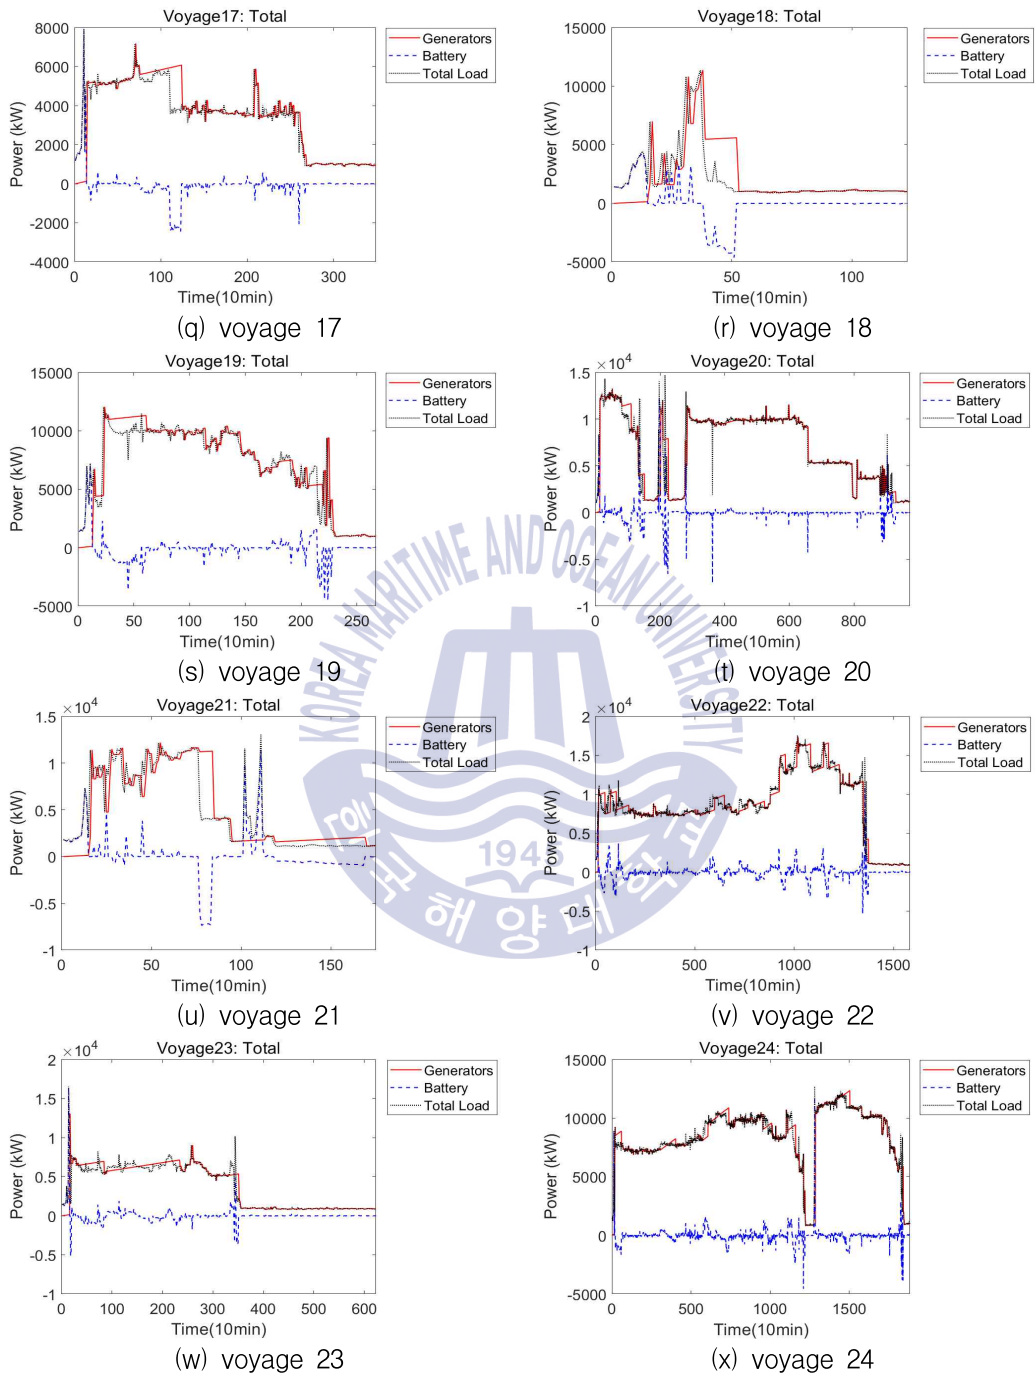 Voyage17: Total
8000
6000
4000
2000
0
-2000
-4000
Power (kW)
0 100 200 300
Time(10min)
Generators
Battery
Total Load
(q) voyage 17
Voyage18: Total
15000
10000
5000
0
-5000
Power (kW)
0 50 100
Time(10min)
Generators
Battery
Total Load
(r) voyage 18
Voyage19: Total
15000
10000
5000
0
-5000
Power (kW)
0 50 100 150 200 250
Time(10min)
Generators
Battery
Total Load
(s) voyage 19
Voyage20: Total
×10⁴
1.5
1
0.5
0
-0.5
-1
Power (kW)
0 200 400 600 800
Time(10min)
Generators
Battery
Total Load
(t) voyage 20
KOREA MARITIME AND OCEAN UNIVERSITY
1945
한국해양대학교
Voyage21: Total
×10⁴
1.5
1
0.5
0
-0.5
-1
Power (kW)
0 50 100 150
Time(10min)
Generators
Battery
Total Load
(u) voyage 21
Voyage22: Total
×10⁴
2
1.5
1
0.5
0
-0.5
-1
Power (kW)
0 500 1000 1500
Time(10min)
Generators
Battery
Total Load
(v) voyage 22
Voyage23: Total
×10⁴
2
1.5
1
0.5
0
-0.5
-1
Power (kW)
0 100 200 300 400 500 600
Time(10min)
Generators
Battery
Total Load
(w) voyage 23
Voyage24: Total
15000
10000
5000
0
-5000
Power (kW)
0 500 1000 1500
Time(10min)
Generators
Battery
Total Load
(x) voyage 24